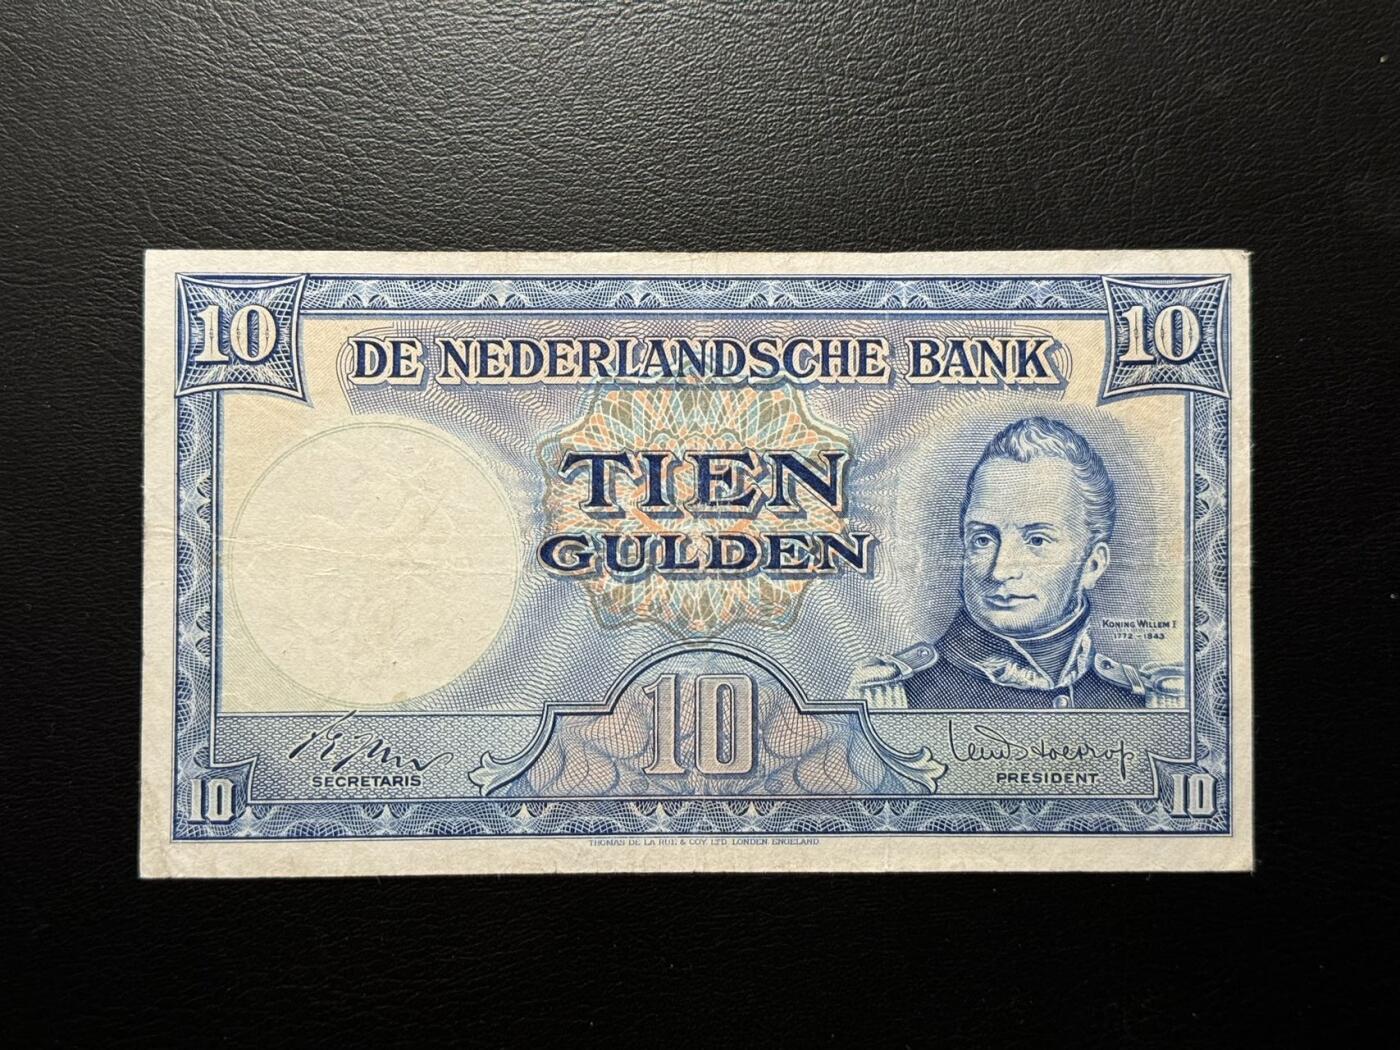 10 10
DE NEDERLANDSCHE BANK
TIEN
GULDEN
KONING WILLEM I
1772 - 1843
10
SECRETARIS
PRESIDENT
10 10
THOMAS DE LA RUE & COY. LTD. LONDEN. ENGELAND